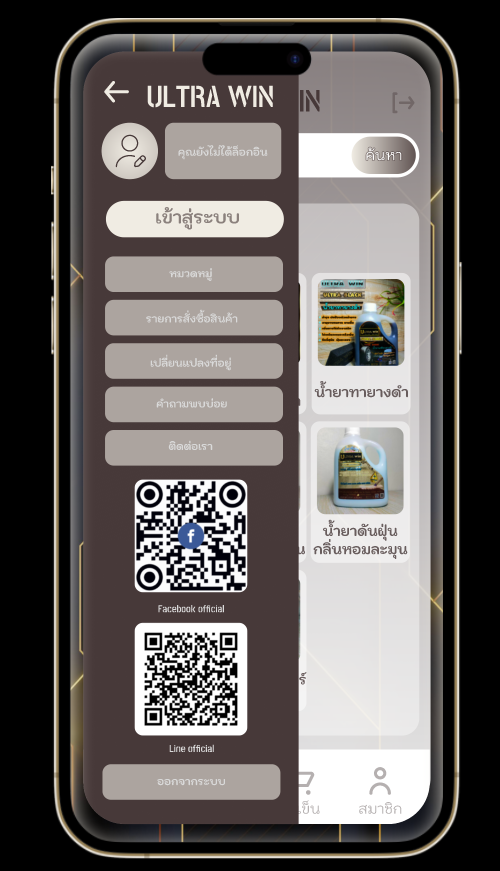 ULTRA WIN
IN
คุณยังไม่ได้ล็อกอิน
ค้นหา
เข้าสู่ระบบ
หมวดหมู่
รายการสั่งซื้อสินค้า
เปลี่ยนแปลงที่อยู่
คำถามพบบ่อย
ติดต่อเรา
น้ำยาทายางดำ
น้ำยาดันฝุ่น
กลิ่นหอมละมุน
f
Facebook official
Line official
ออกจากระบบ
เข็น
สมาชิก